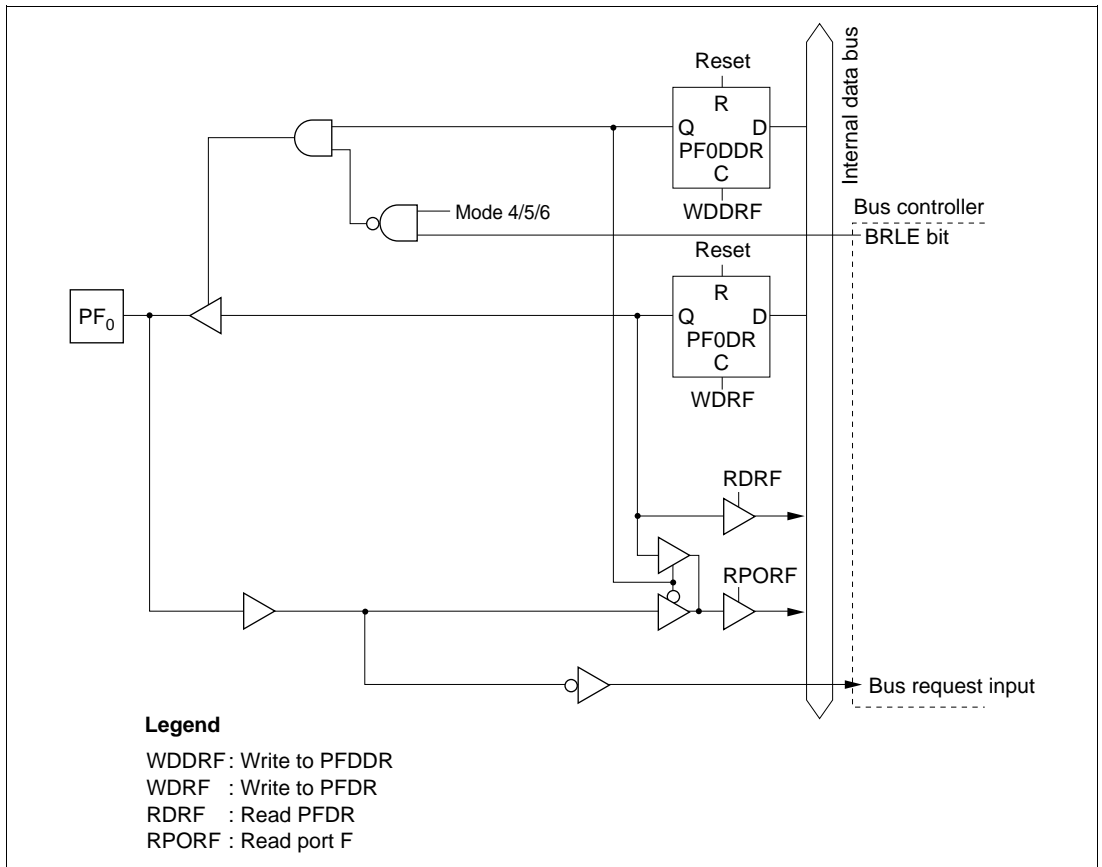 Reset
R
Q D
PF0DDR
C
WDDRF
Internal data bus
Mode 4/5/6
Bus controller
BRLE bit
Reset
R
PF0
Q D
PF0DR
C
WDRF
RDRF
RPORF
Bus request input
Legend
WDDRF : Write to PFDDR
WDRF : Write to PFDR
RDRF : Read PFDR
RPORF : Read port F